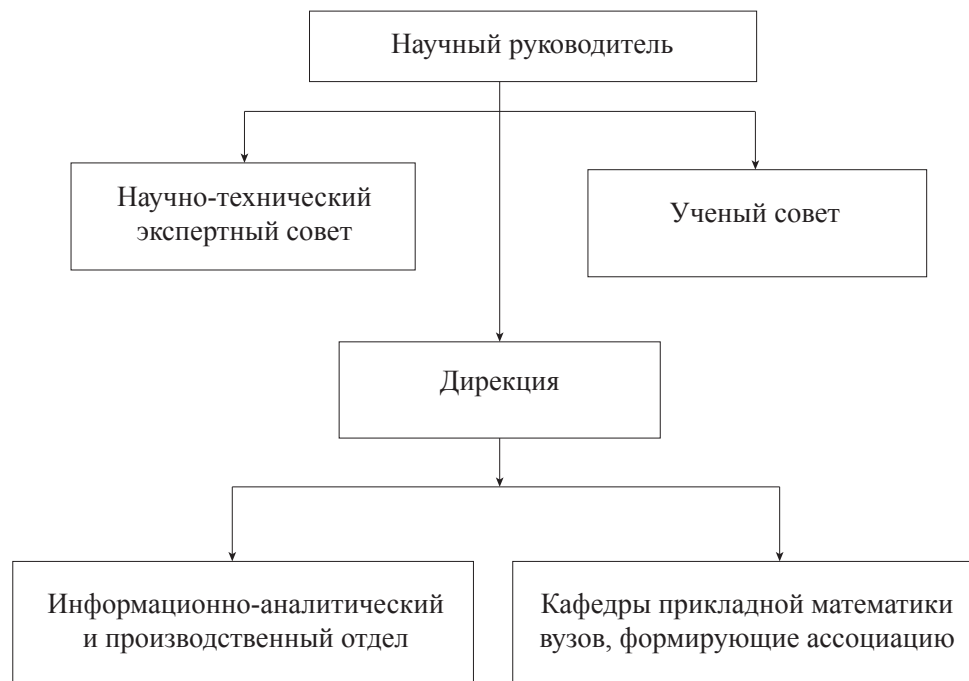 Научный руководитель
Научно-технический
экспертный совет
Ученый совет
Дирекция
Информационно-аналитический
и производственный отдел
Кафедры прикладной математики
вузов, формирующие ассоциацию